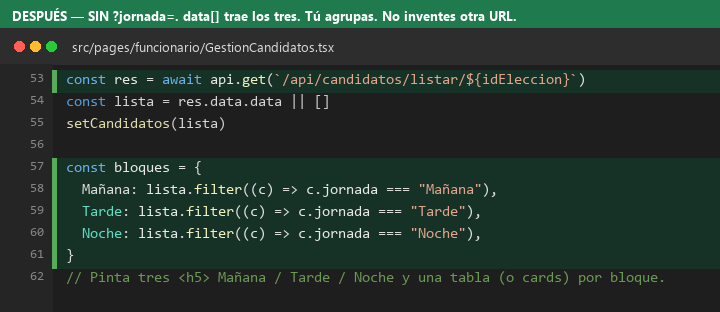 DESPUÉS — SIN ?jornada=. data[] trae los tres. Tú agrupas. No inventes otra URL.
src/pages/funcionario/GestionCandidatos.tsx
53 const res = await api.get(`/api/candidatos/listar/${idEleccion}`)
54 const lista = res.data.data || []
55 setCandidatos(lista)
56
57 const bloques = {
58 Mañana: lista.filter((c) => c.jornada === "Mañana"),
59 Tarde: lista.filter((c) => c.jornada === "Tarde"),
60 Noche: lista.filter((c) => c.jornada === "Noche"),
61 }
62 // Pinta tres <h5> Mañana / Tarde / Noche y una tabla (o cards) por bloque.